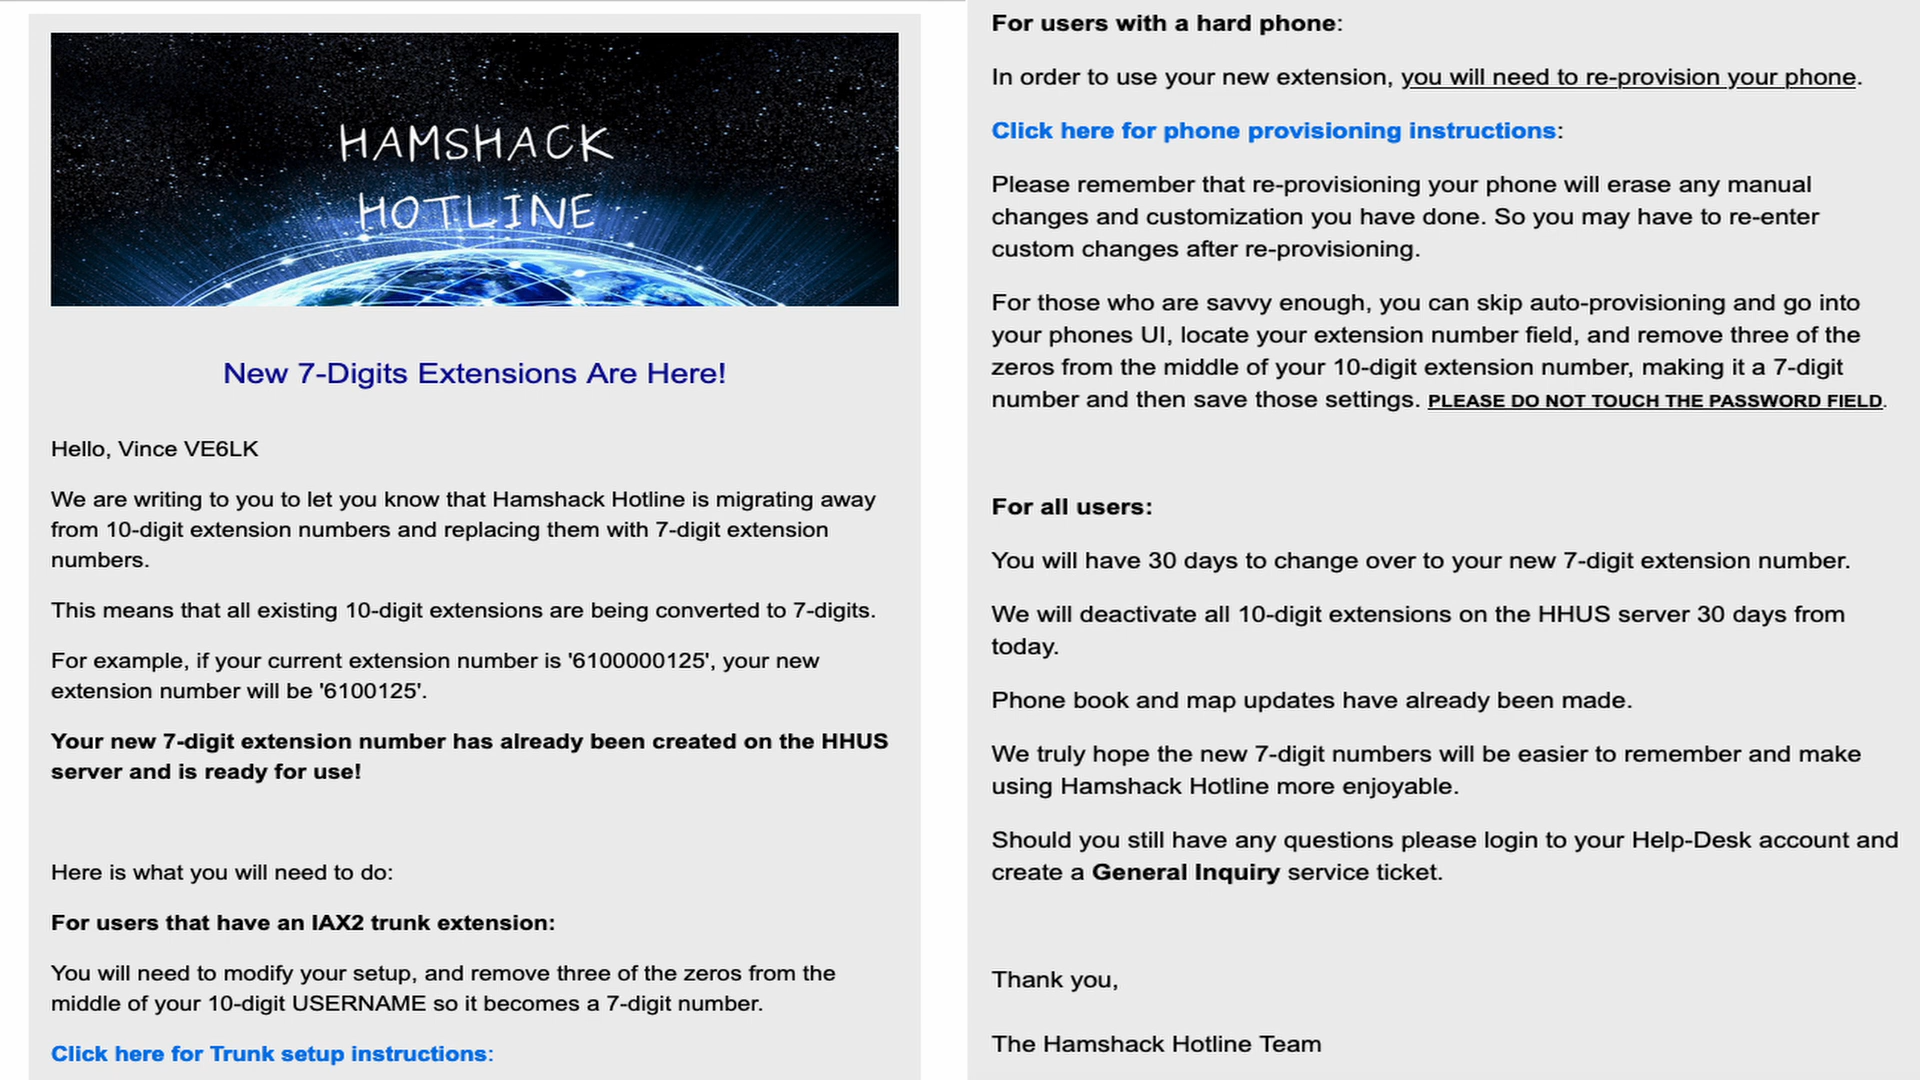 HAMSHACK
HOTLINE
New 7-Digits Extensions Are Here!
Hello, Vince VE6LK
We are writing to you to let you know that Hamshack Hotline is migrating away
from 10-digit extension numbers and replacing them with 7-digit extension
numbers.
This means that all existing 10-digit extensions are being converted to 7-digits.
For example, if your current extension number is '6100000125', your new
extension number will be '6100125'.
Your new 7-digit extension number has already been created on the HHUS
server and is ready for use!
Here is what you will need to do:
For users that have an IAX2 trunk extension:
You will need to modify your setup, and remove three of the zeros from the
middle of your 10-digit USERNAME so it becomes a 7-digit number.
Click here for Trunk setup instructions:
For users with a hard phone:
In order to use your new extension, you will need to re-provision your phone.
Click here for phone provisioning instructions:
Please remember that re-provisioning your phone will erase any manual
changes and customization you have done. So you may have to re-enter
custom changes after re-provisioning.
For those who are savvy enough, you can skip auto-provisioning and go into
your phones UI, locate your extension number field, and remove three of the
zeros from the middle of your 10-digit extension number, making it a 7-digit
number and then save those settings. PLEASE DO NOT TOUCH THE PASSWORD FIELD.
For all users:
You will have 30 days to change over to your new 7-digit extension number.
We will deactivate all 10-digit extensions on the HHUS server 30 days from
today.
Phone book and map updates have already been made.
We truly hope the new 7-digit numbers will be easier to remember and make
using Hamshack Hotline more enjoyable.
Should you still have any questions please login to your Help-Desk account and
create a General Inquiry service ticket.
Thank you,
The Hamshack Hotline Team